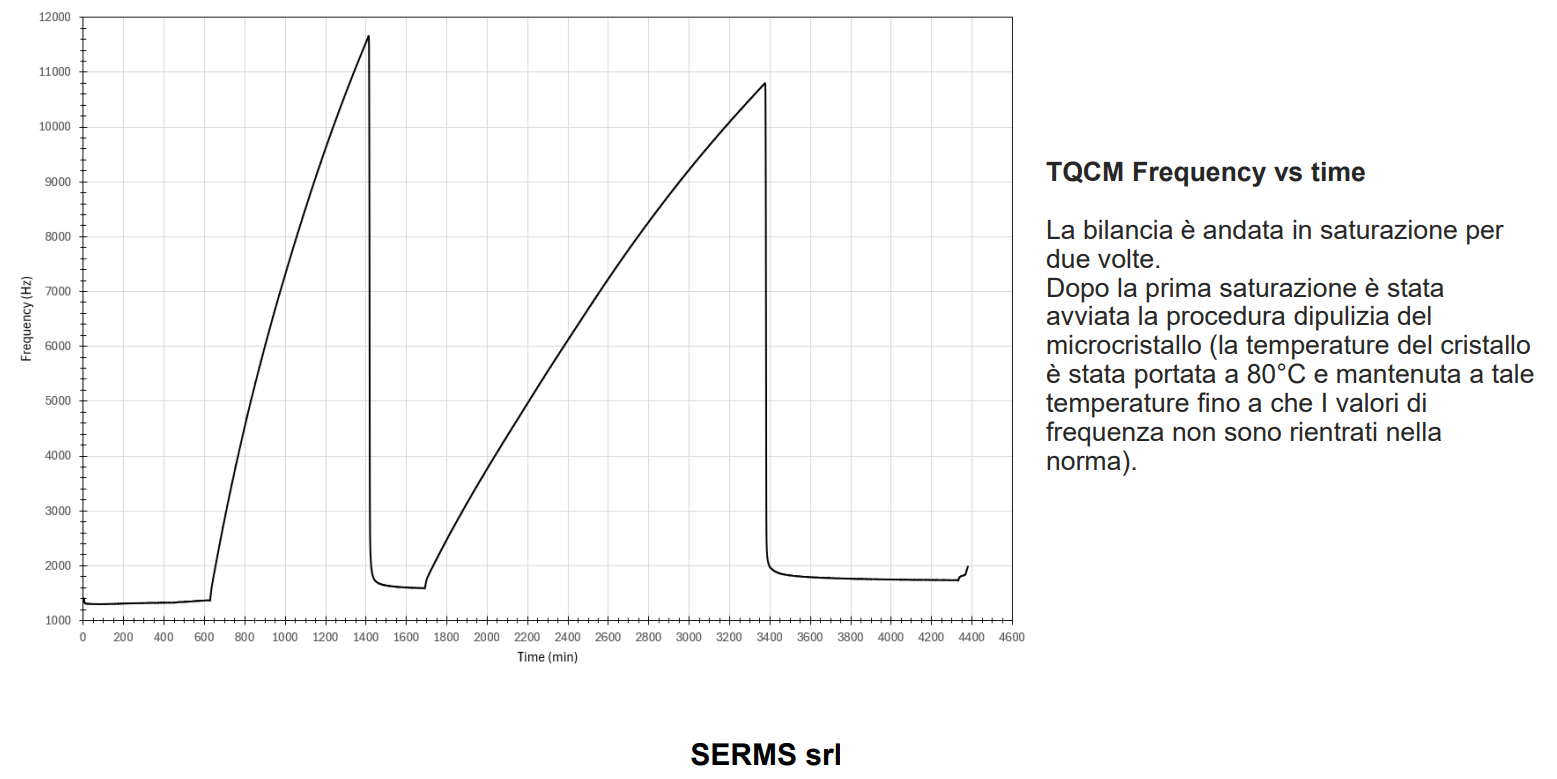 12000
11000
10000
9000
8000
7000
6000
5000
4000
3000
2000
1000
Frequency (Hz)
0 200 400 600 800 1000 1200 1400 1600 1800 2000 2200 2400 2600 2800 3000 3200 3400 3600 3800 4000 4200 4400 4600
Time (min)
TQCM Frequency vs time
La bilancia è andata in saturazione per
due volte.
Dopo la prima saturazione è stata
avviata la procedura dipulizia del
microcristallo (la temperature del cristallo
è stata portata a 80°C e mantenuta a tale
temperature fino a che I valori di
frequenza non sono rientrati nella
norma).
SERMS srl